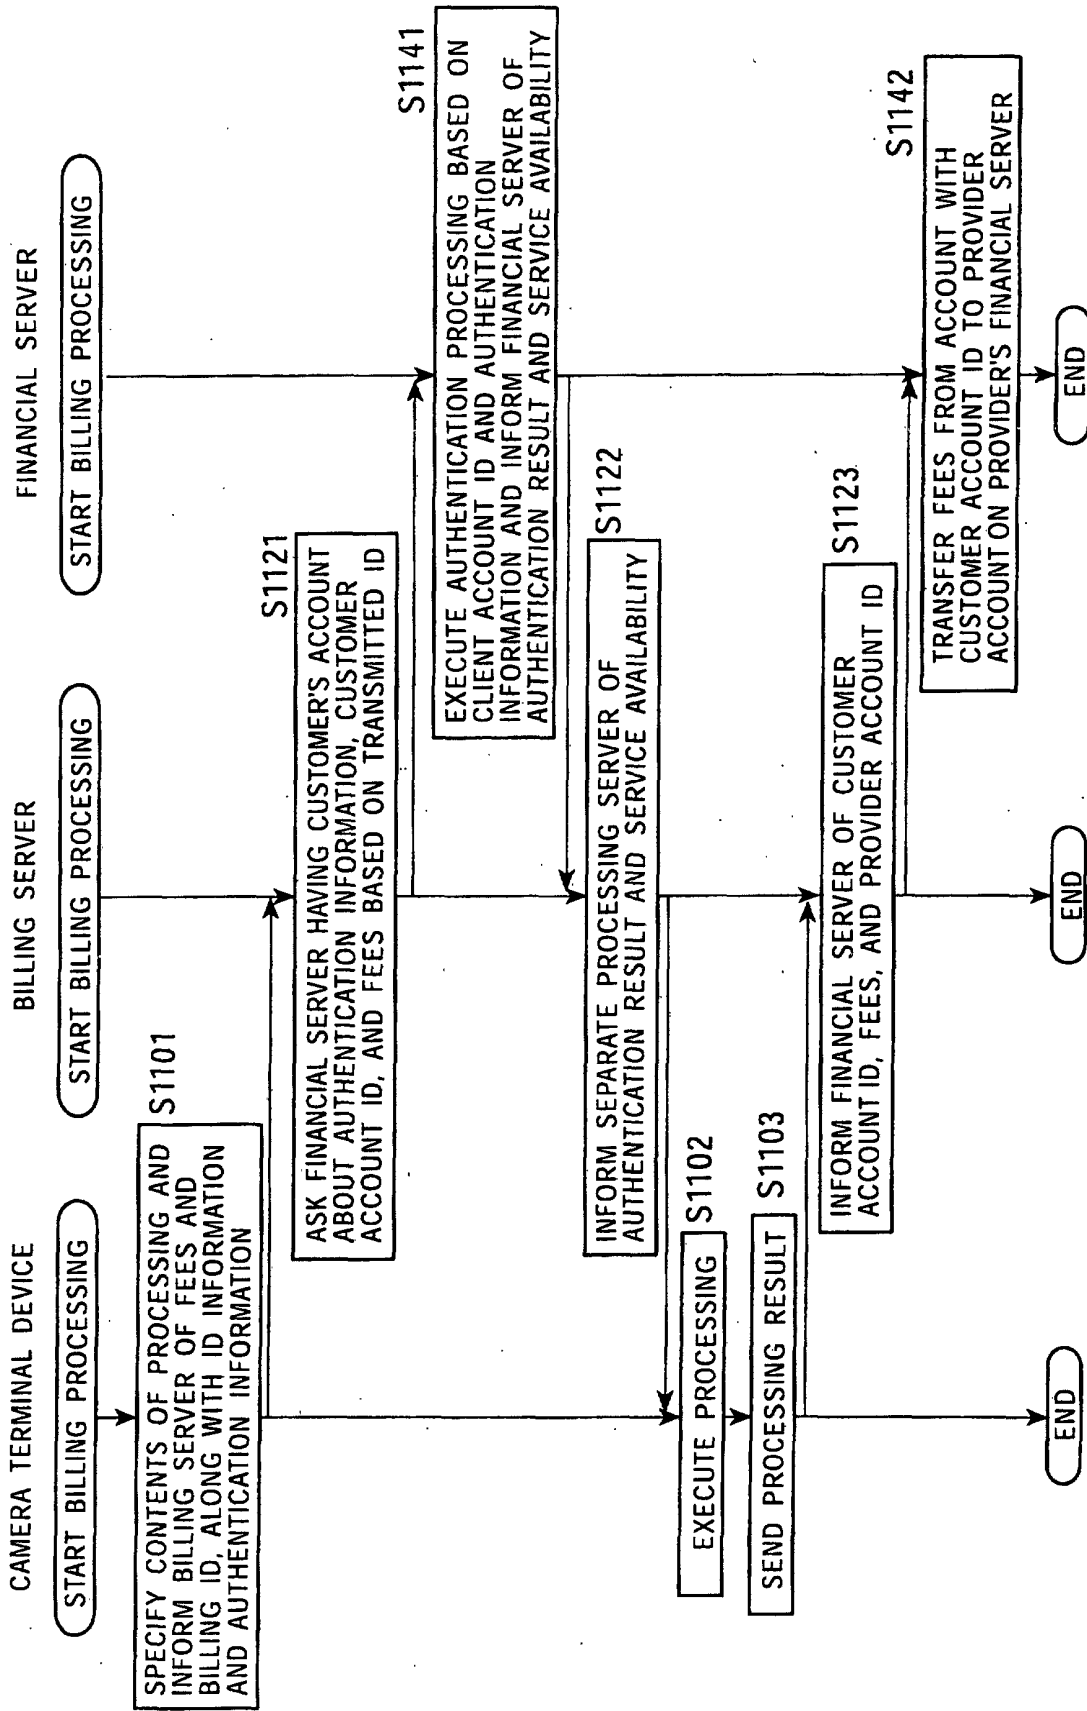 CAMERA TERMINAL DEVICE
START BILLING PROCESSING
S1101
SPECIFY CONTENTS OF PROCESSING AND
INFORM BILLING SERVER OF FEES AND
BILLING ID, ALONG WITH ID INFORMATION
AND AUTHENTICATION INFORMATION
EXECUTE PROCESSING
S1102
SEND PROCESSING RESULT
S1103
END
BILLING SERVER
START BILLING PROCESSING
S1121
ASK FINANCIAL SERVER HAVING CUSTOMER'S ACCOUNT
ABOUT AUTHENTICATION INFORMATION, CUSTOMER
ACCOUNT ID, AND FEES BASED ON TRANSMITTED ID
S1122
INFORM SEPARATE PROCESSING SERVER OF
AUTHENTICATION RESULT AND SERVICE AVAILABILITY
S1123
INFORM FINANCIAL SERVER OF CUSTOMER
ACCOUNT ID, FEES, AND PROVIDER ACCOUNT ID
END
FINANCIAL SERVER
START BILLING PROCESSING
S1141
EXECUTE AUTHENTICATION PROCESSING BASED ON
CLIENT ACCOUNT ID AND AUTHENTICATION
INFORMATION AND INFORM FINANCIAL SERVER OF
AUTHENTICATION RESULT AND SERVICE AVAILABILITY
S1142
TRANSFER FEES FROM ACCOUNT WITH
CUSTOMER ACCOUNT ID TO PROVIDER
ACCOUNT ON PROVIDER'S FINANCIAL SERVER
END